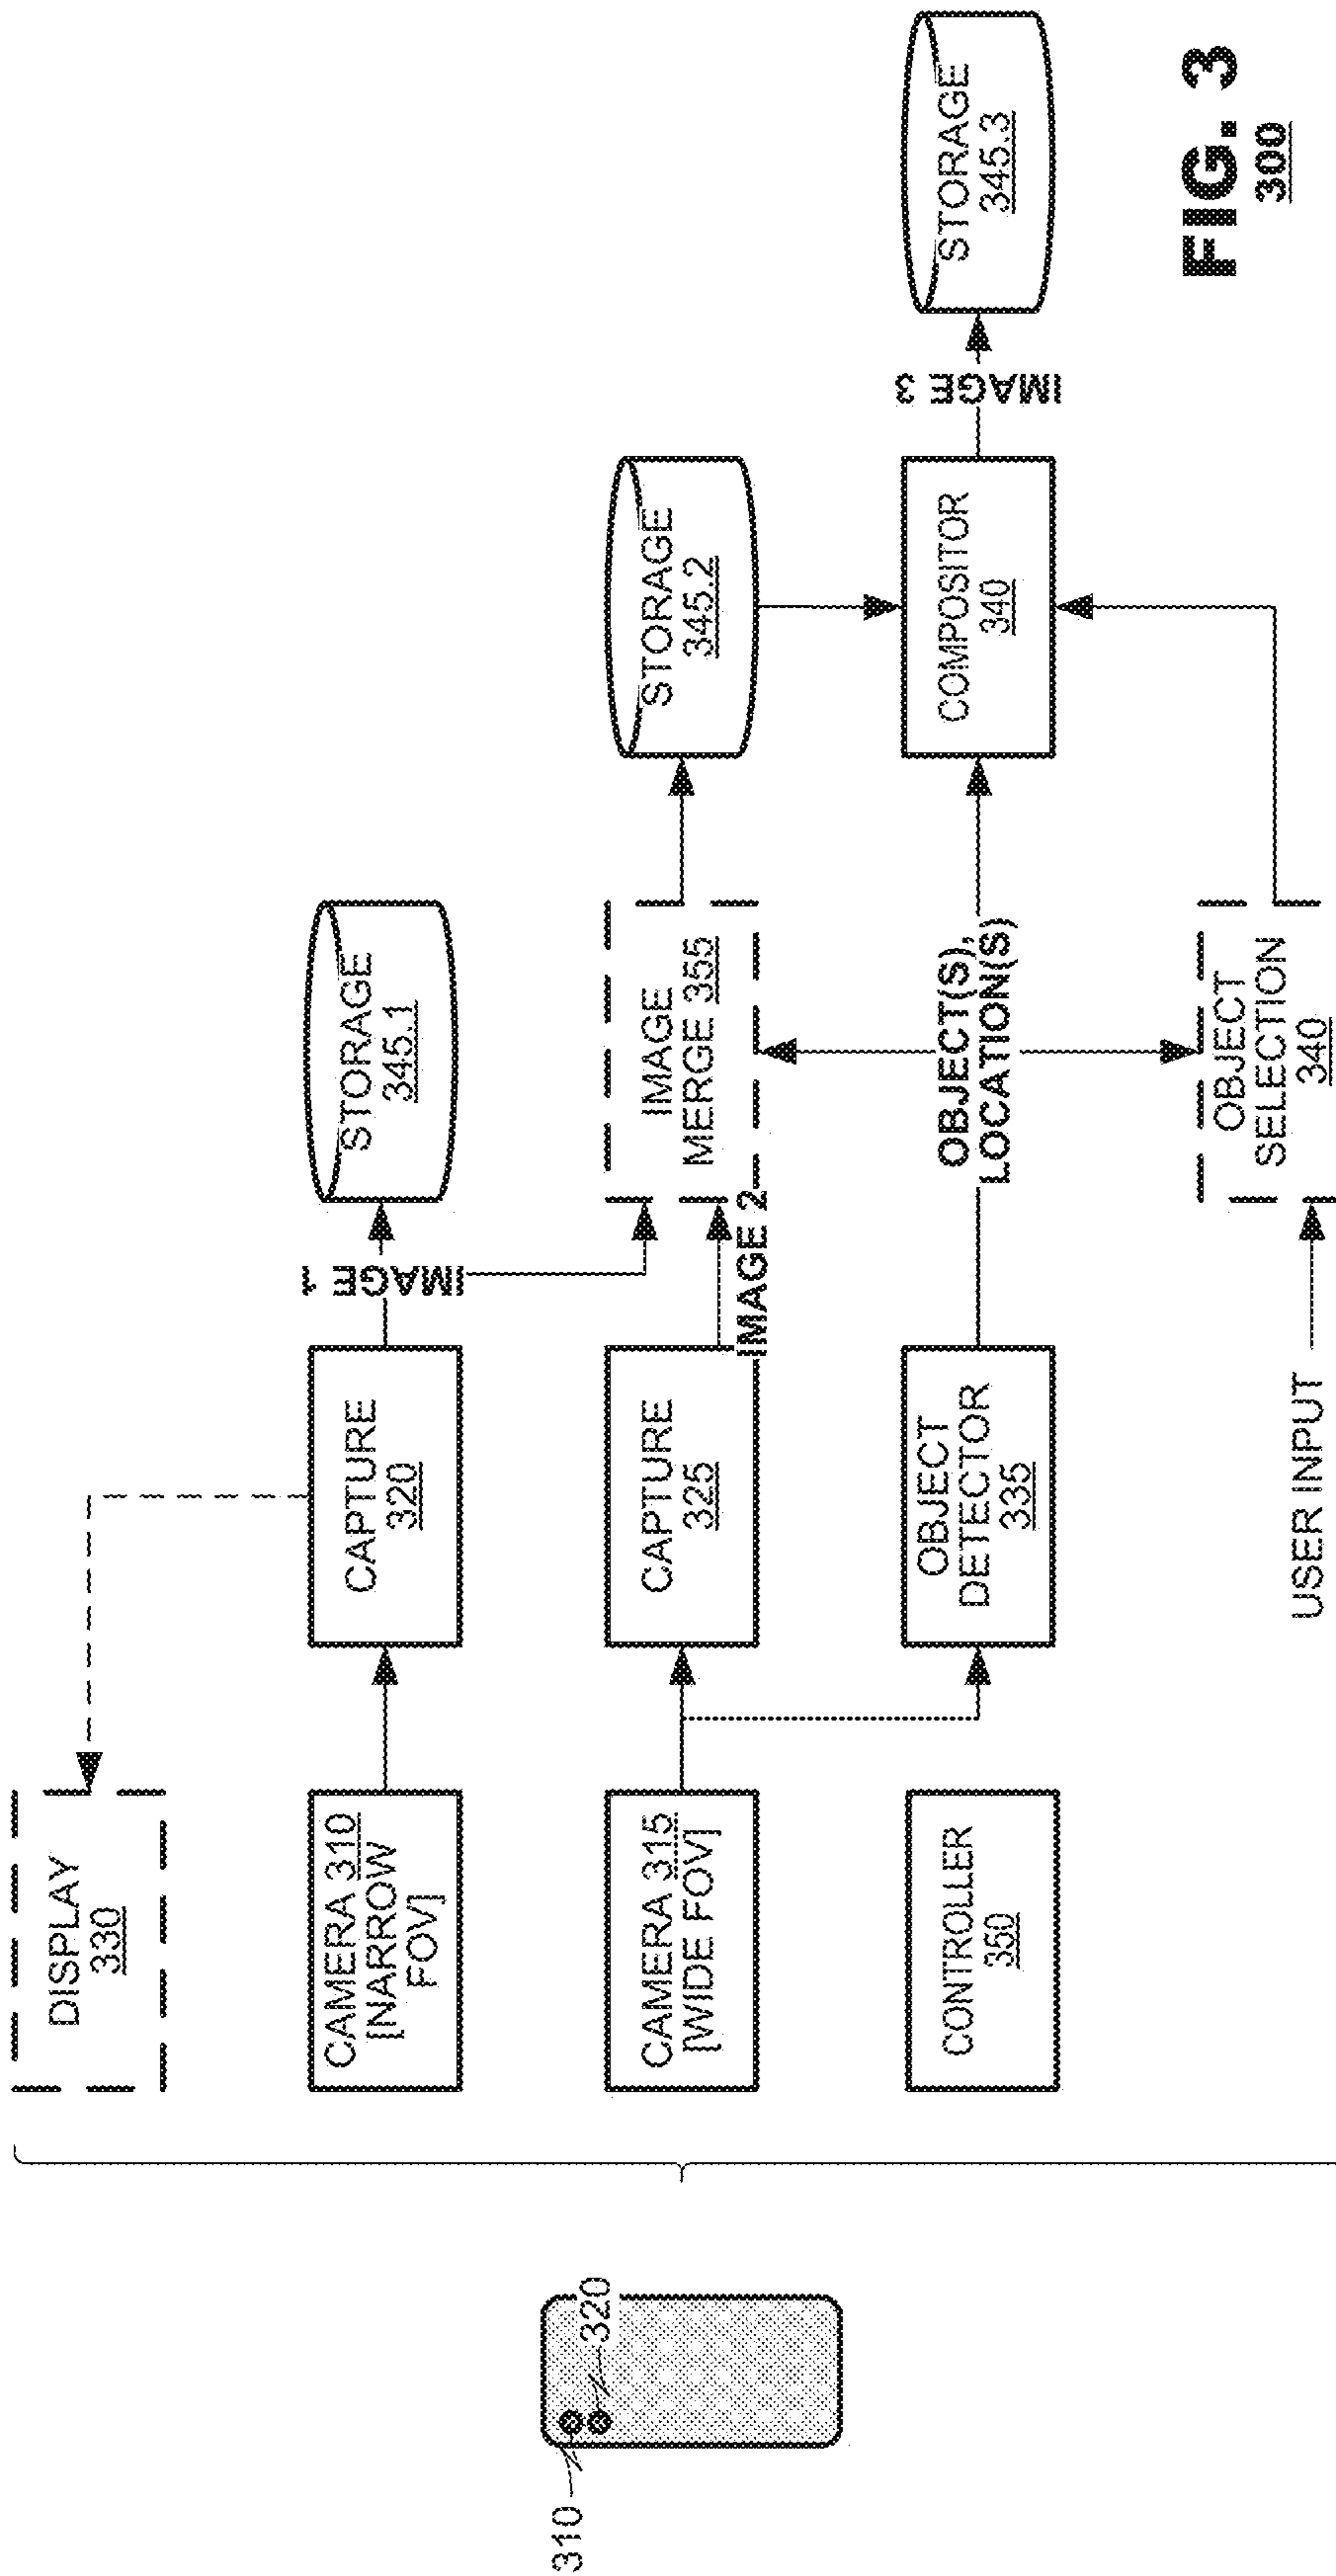 310
320
DISPLAY
330
CAMERA 310
[NARROW
FOV]
CAPTURE
320
IMAGE 1
STORAGE
345.1
CAMERA 315
[WIDE FOV]
CAPTURE
325
IMAGE 2
IMAGE
MERGE 355
STORAGE
345.2
CONTROLLER
350
OBJECT
DETECTOR
335
OBJECT(S),
LOCATION(S)
COMPOSITOR
340
IMAGE 3
STORAGE
345.3
USER INPUT
OBJECT
SELECTION
340
FIG. 3
300